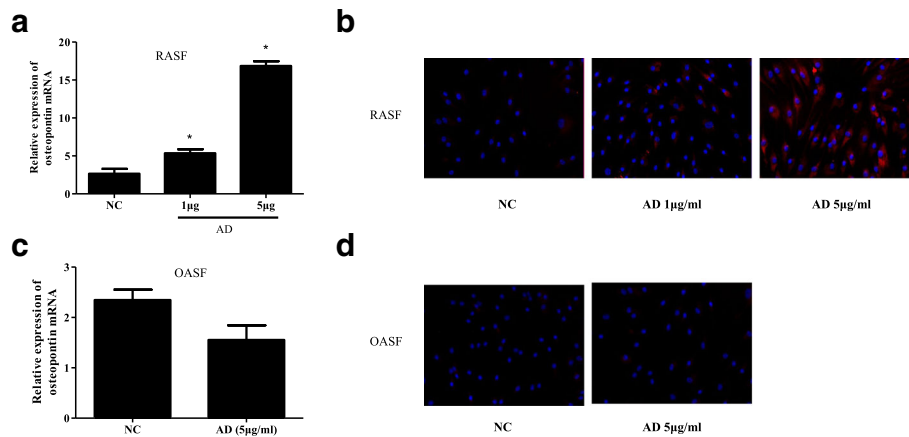 a
RASF
Relative expression of
osteopontin mRNA
20
15
10
5
0
*
*
NC
1μg
5μg
AD
b
RASF
NC
AD 1μg/ml
AD 5μg/ml
c
OASF
Relative expression of
osteopontin mRNA
3
2
1
0
NC
AD (5μg/ml)
d
OASF
NC
AD 5μg/ml